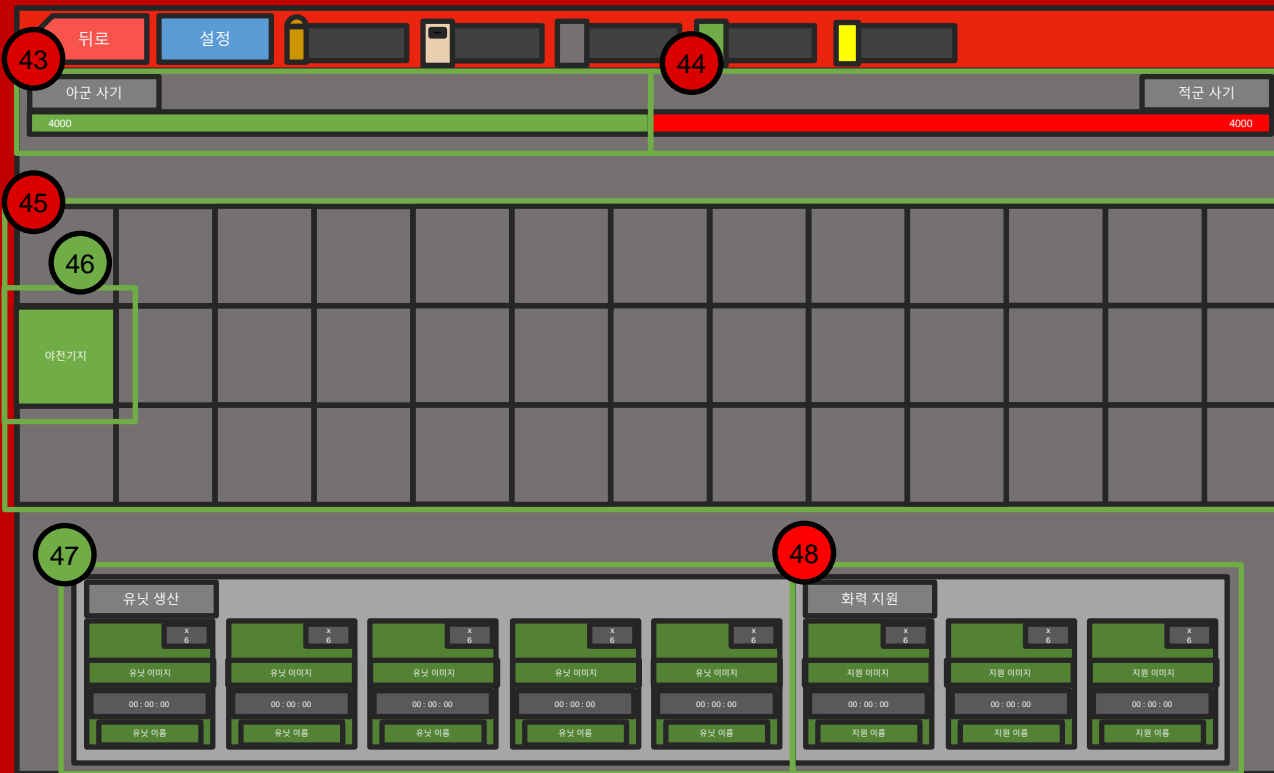 뒤로
설정
43
44
아군 사기
적군 사기
4000
4000
45
46
야전기지
47
48
유닛 생산
화력 지원
x
6
x
6
x
6
x
6
x
6
x
6
x
6
x
6
유닛 이미지
유닛 이미지
유닛 이미지
유닛 이미지
유닛 이미지
지원 이미지
지원 이미지
지원 이미지
00 : 00 : 00
00 : 00 : 00
00 : 00 : 00
00 : 00 : 00
00 : 00 : 00
00 : 00 : 00
00 : 00 : 00
00 : 00 : 00
유닛 이름
유닛 이름
유닛 이름
유닛 이름
유닛 이름
지원 이름
지원 이름
지원 이름